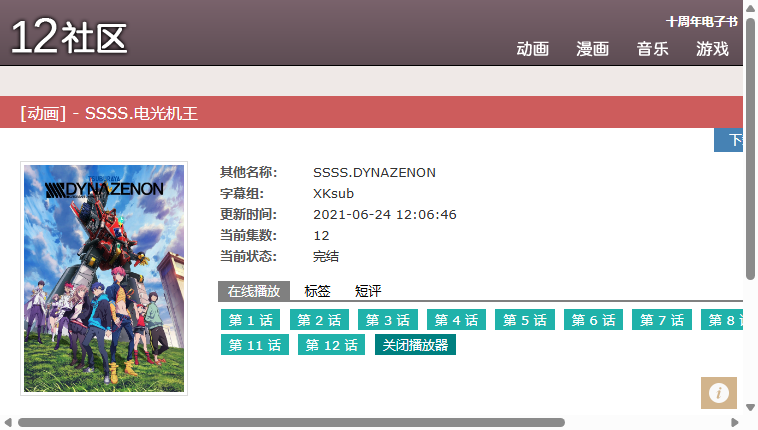 12社区
十周年电子书
动画 漫画 音乐 游戏
[动画] - SSSS.电光机王
TSUBURAYA
DYNAZENON
其他名称: SSSS.DYNAZENON
字幕组: XKsub
更新时间: 2021-06-24 12:06:46
当前集数: 12
当前状态: 完结
在线播放 标签 短评
第 1 话 第 2 话 第 3 话 第 4 话 第 5 话 第 6 话 第 7 话 第 8
第 11 话 第 12 话 关闭播放器